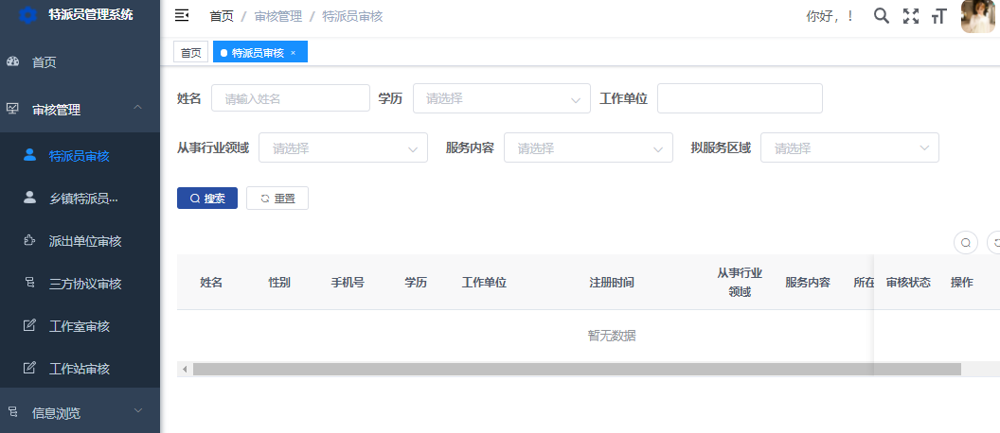 特派员管理系统
首页 / 审核管理 / 特派员审核
你好，！
首页
特派员审核 ×
首页
审核管理
特派员审核
乡镇特派员...
派出单位审核
三方协议审核
工作室审核
工作站审核
信息浏览
姓名 请输入姓名 学历 请选择 工作单位
从事行业领域 请选择 服务内容 请选择 拟服务区域 请选择
搜索 重置
姓名 性别 手机号 学历 工作单位 注册时间 从事行业 服务内容 所在 审核状态 操作
领域
暂无数据